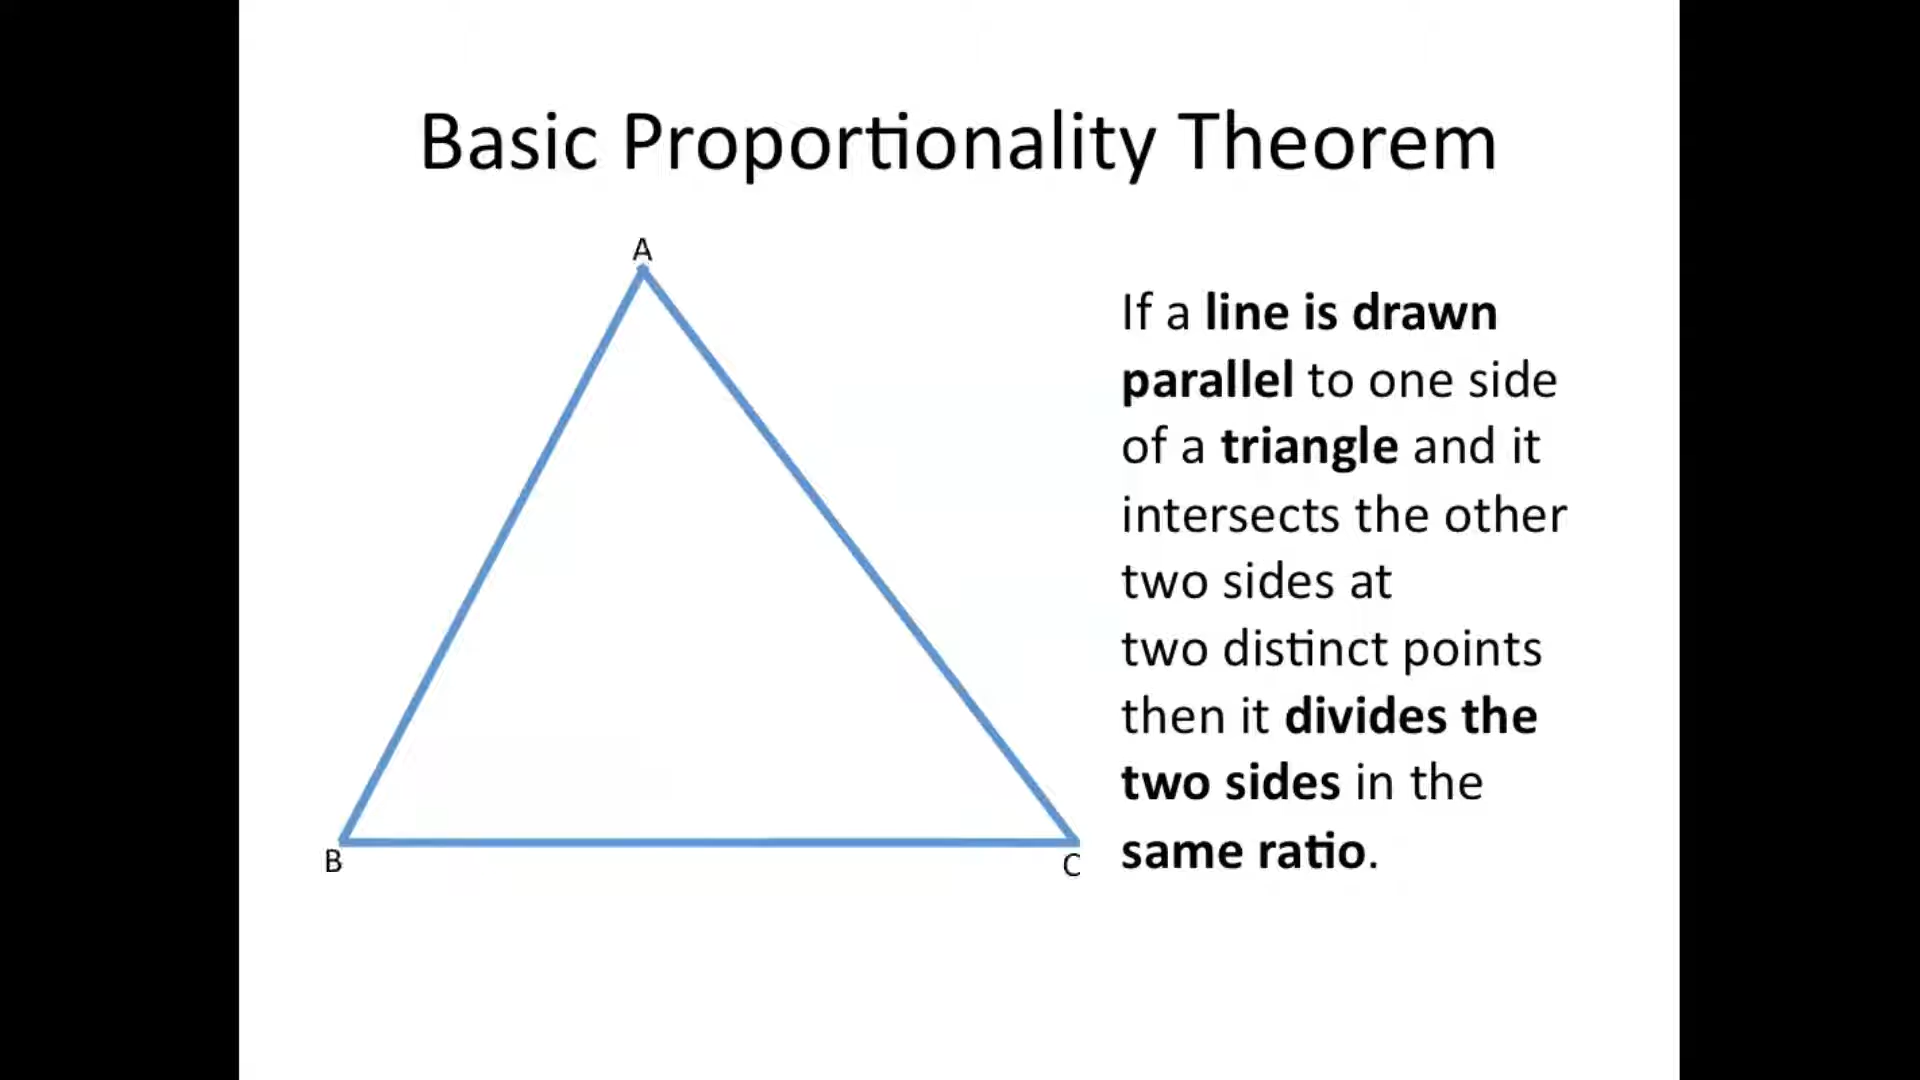 Basic Proportionality Theorem
A
If a line is drawn
parallel to one side
of a triangle and it
intersects the other
two sides at
two distinct points
then it divides the
two sides in the
same ratio.
B
C